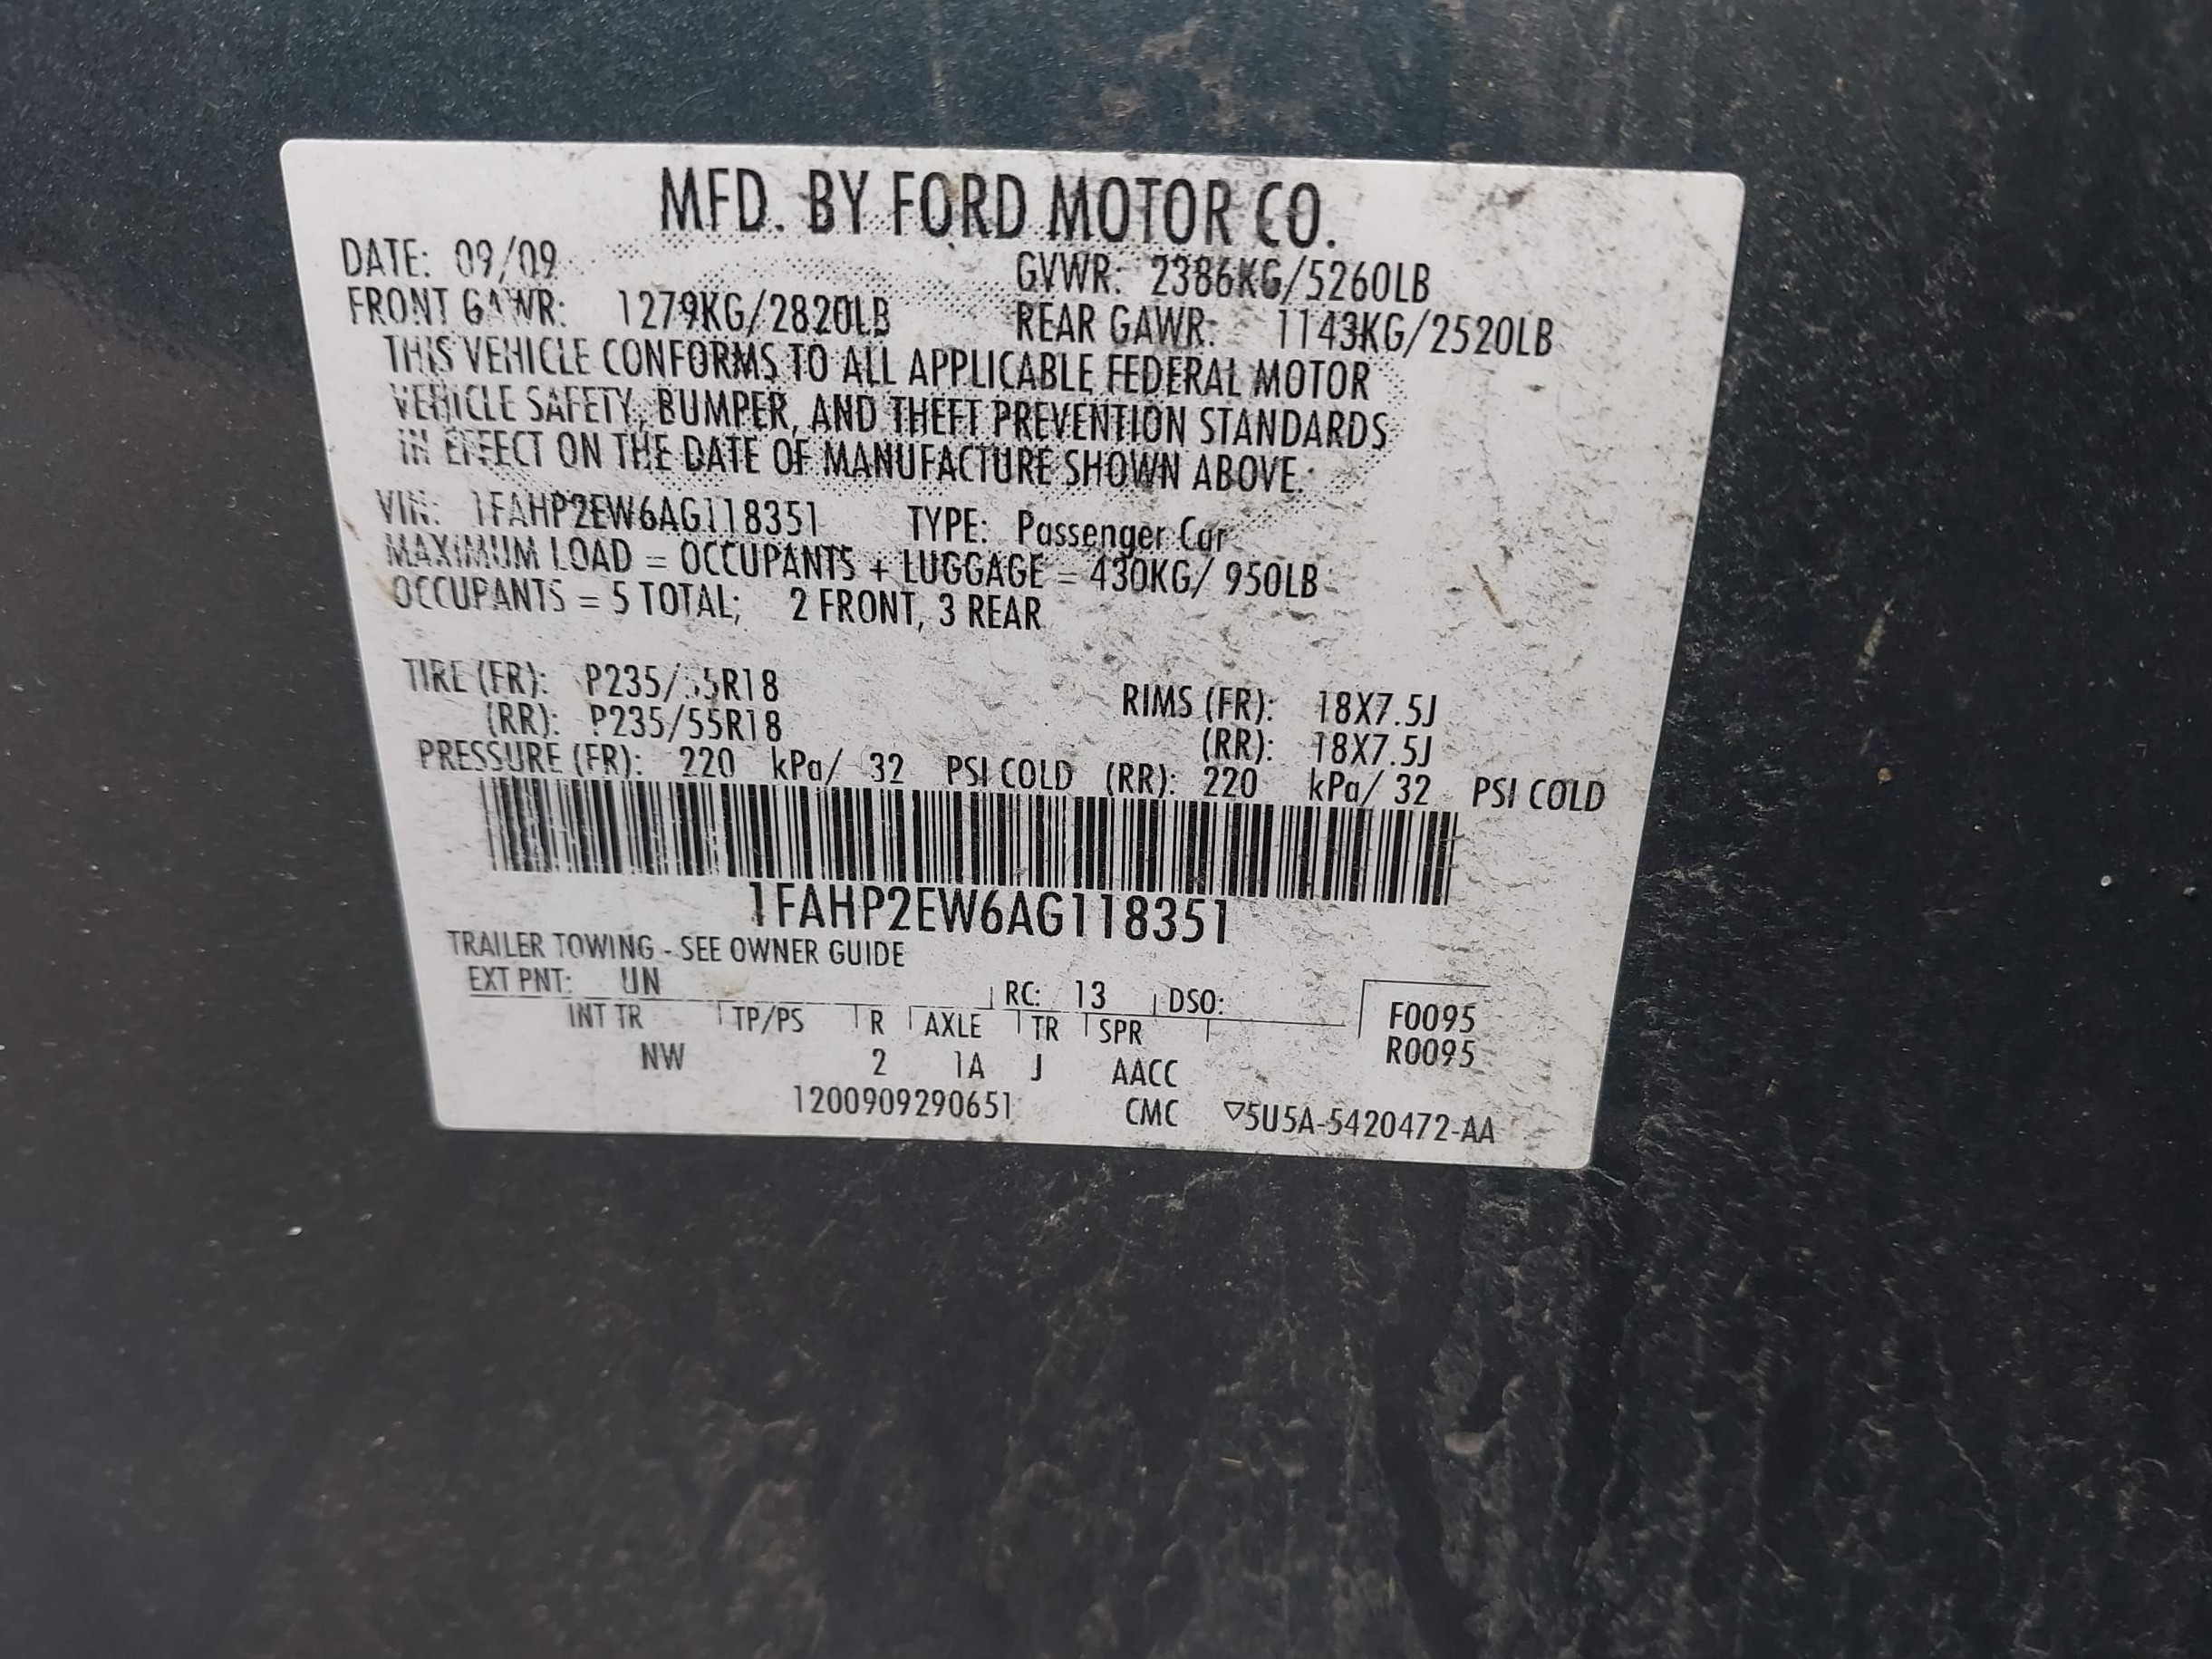 MFD. BY FORD MOTOR CO.
DATE: 09/09 GVWR: 2386KG/5260LB
FRONT GAWR: 1279KG/2820LB REAR GAWR: 1143KG/2520LB
THIS VEHICLE CONFORMS TO ALL APPLICABLE FEDERAL MOTOR
VEHICLE SAFETY, BUMPER, AND THEFT PREVENTION STANDARDS
IN EFFECT ON THE DATE OF MANUFACTURE SHOWN ABOVE.
VIN: 1FAHP2EW6AG118351 TYPE: Passenger Car
MAXIMUM LOAD = OCCUPANTS + LUGGAGE = 430KG/ 950LB
OCCUPANTS = 5 TOTAL; 2 FRONT, 3 REAR
TIRE (FR): P235/55R18 RIMS (FR): 18X7.5J
(RR): P235/55R18 (RR): 18X7.5J
PRESSURE (FR): 220 kPa/ 32 PSI COLD (RR): 220 kPa/ 32 PSI COLD
1FAHP2EW6AG118351
TRAILER TOWING - SEE OWNER GUIDE
EXT PNT: UN RC: 13 DSO: F0095
INT TR TP/PS R AXLE TR SPR R0095
NW 2 1A J AACC
1200909290651 CMC ▽5U5A-5420472-AA